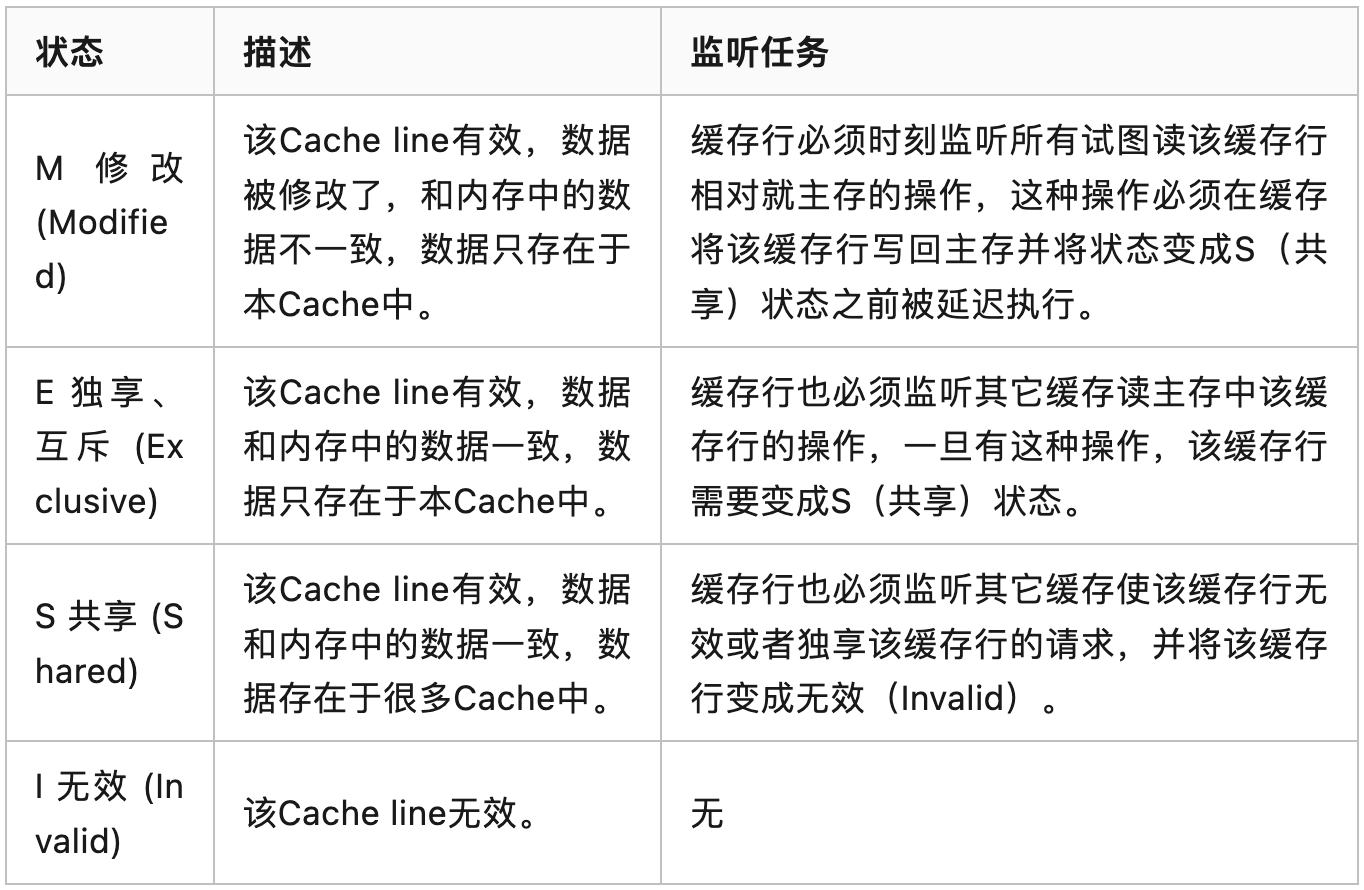 状态
描述
监听任务
M 修改
(Modifie
d)
该Cache line有效，数据
被修改了，和内存中的数
据不一致，数据只存在于
本Cache中。
缓存行必须时刻监听所有试图读该缓存行
相对就主存的操作，这种操作必须在缓存
将该缓存行写回主存并将状态变成S（共
享）状态之前被延迟执行。
E 独享、
互斥 (Ex
clusive)
该Cache line有效，数据
和内存中的数据一致，数
据只存在于本Cache中。
缓存行也必须监听其它缓存读主存中该缓
存行的操作，一旦有这种操作，该缓存行
需要变成S（共享）状态。
S 共享 (S
hared)
该Cache line有效，数据
和内存中的数据一致，数
据存在于很多Cache中。
缓存行也必须监听其它缓存使该缓存行无
效或者独享该缓存行的请求，并将该缓存
行变成无效（Invalid）。
I 无效 (In
valid)
该Cache line无效。
无